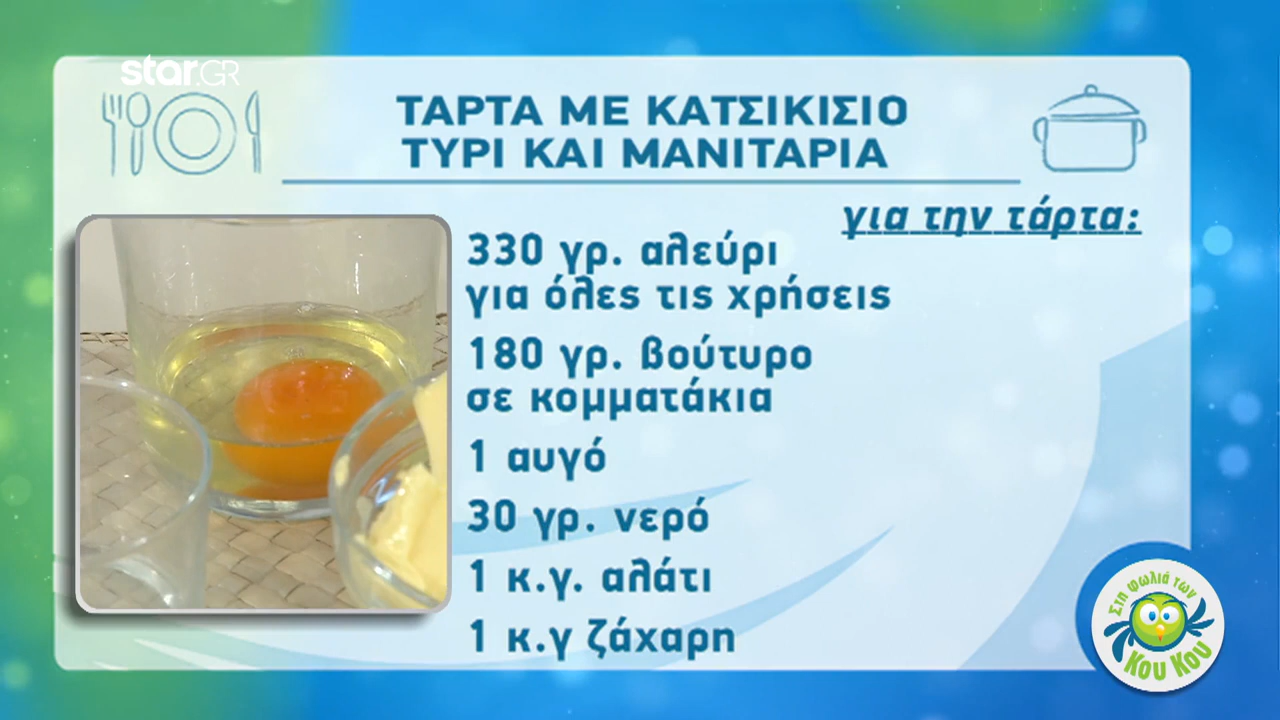 star.GR
ΤΑΡΤΑ ΜΕ ΚΑΤΣΙΚΙΣΙΟ
ΤΥΡΙ ΚΑΙ ΜΑΝΙΤΑΡΙΑ
για την τάρτα:
330 γρ. αλεύρι
για όλες τις χρήσεις
180 γρ. βούτυρο
σε κομματάκια
1 αυγό
30 γρ. νερό
1 κ.γ. αλάτι
1 κ.γ ζάχαρη
Στη φωλιά των
Κου Κου